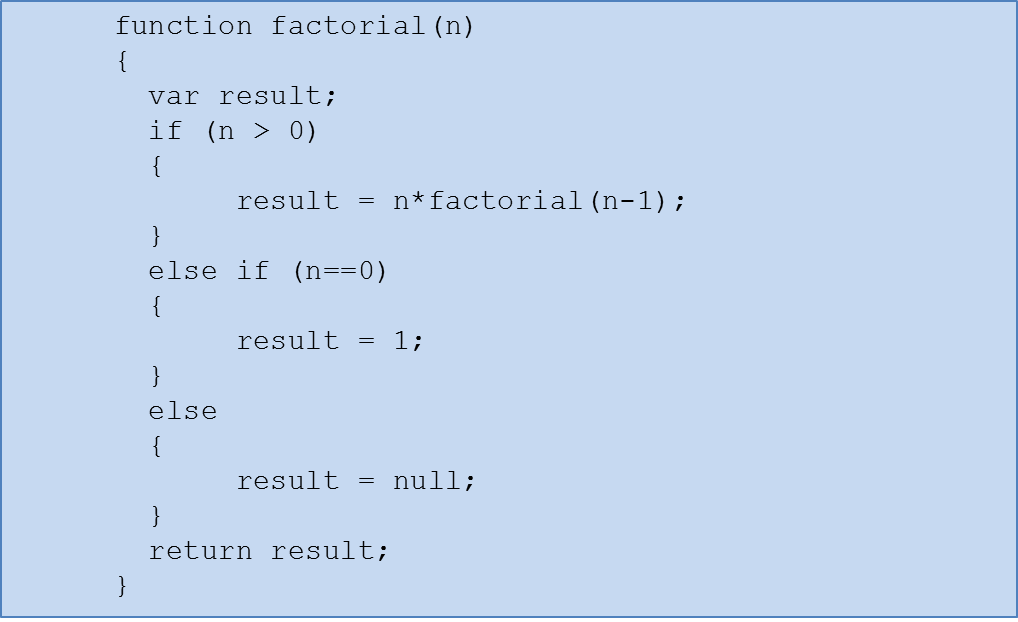 function factorial(n)
{
var result;
if (n > 0)
{
result = n*factorial(n-1);
}
else if (n==0)
{
result = 1;
}
else
{
result = null;
}
return result;
}